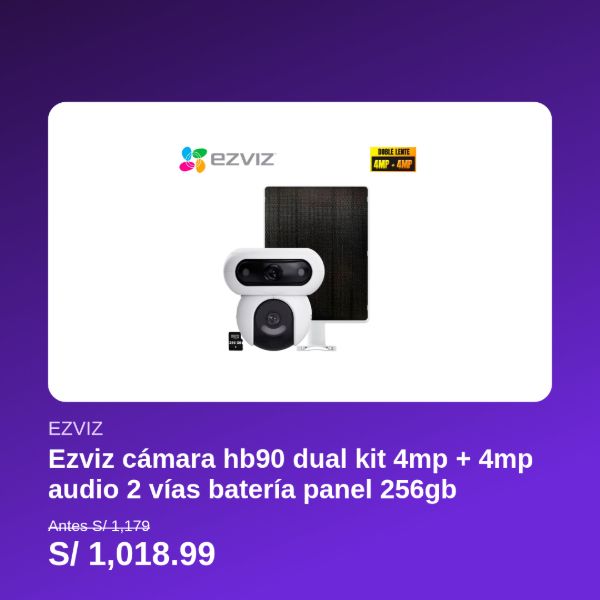 ezviz
DOBLE LENTE
4MP + 4MP
EZVIZ
Ezviz cámara hb90 dual kit 4mp + 4mp
audio 2 vías batería panel 256gb
Antes S/ 1,179
S/ 1,018.99